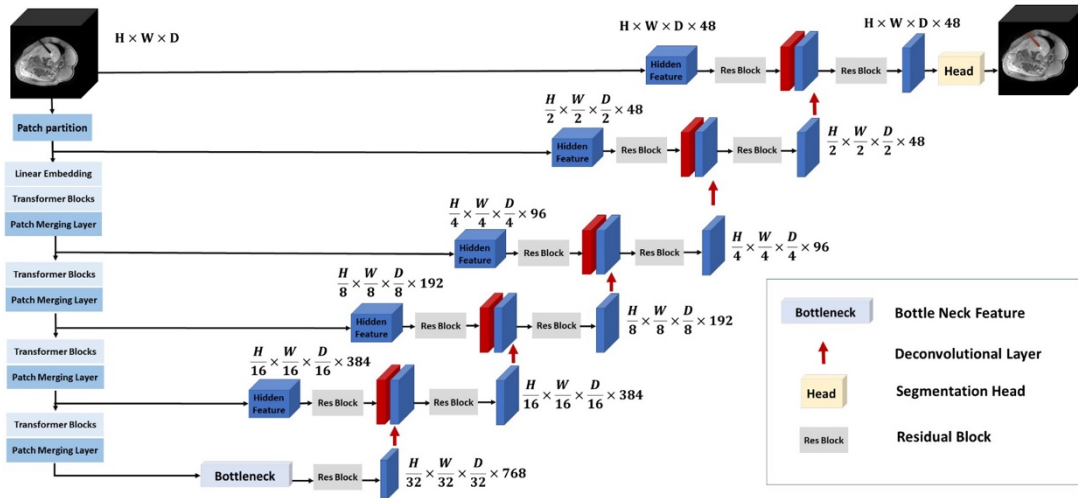 H × W × D
H × W × D × 48
H × W × D × 48
Hidden Feature
Res Block
Res Block
Head
H/2 × W/2 × D/2 × 48
Patch partition
Hidden Feature
Res Block
Res Block
H/2 × W/2 × D/2 × 48
Linear Embedding
Transformer Blocks
Patch Merging Layer
H/4 × W/4 × D/4 × 96
Hidden Feature
Res Block
Res Block
H/4 × W/4 × D/4 × 96
Transformer Blocks
Patch Merging Layer
H/8 × W/8 × D/8 × 192
Hidden Feature
Res Block
Res Block
H/8 × W/8 × D/8 × 192
Transformer Blocks
Patch Merging Layer
H/16 × W/16 × D/16 × 384
Hidden Feature
Res Block
Res Block
H/16 × W/16 × D/16 × 384
Transformer Blocks
Patch Merging Layer
Bottleneck
Res Block
H/32 × W/32 × D/32 × 768
Bottleneck
Bottle Neck Feature
Deconvolutional Layer
Head
Segmentation Head
Res Block
Residual Block